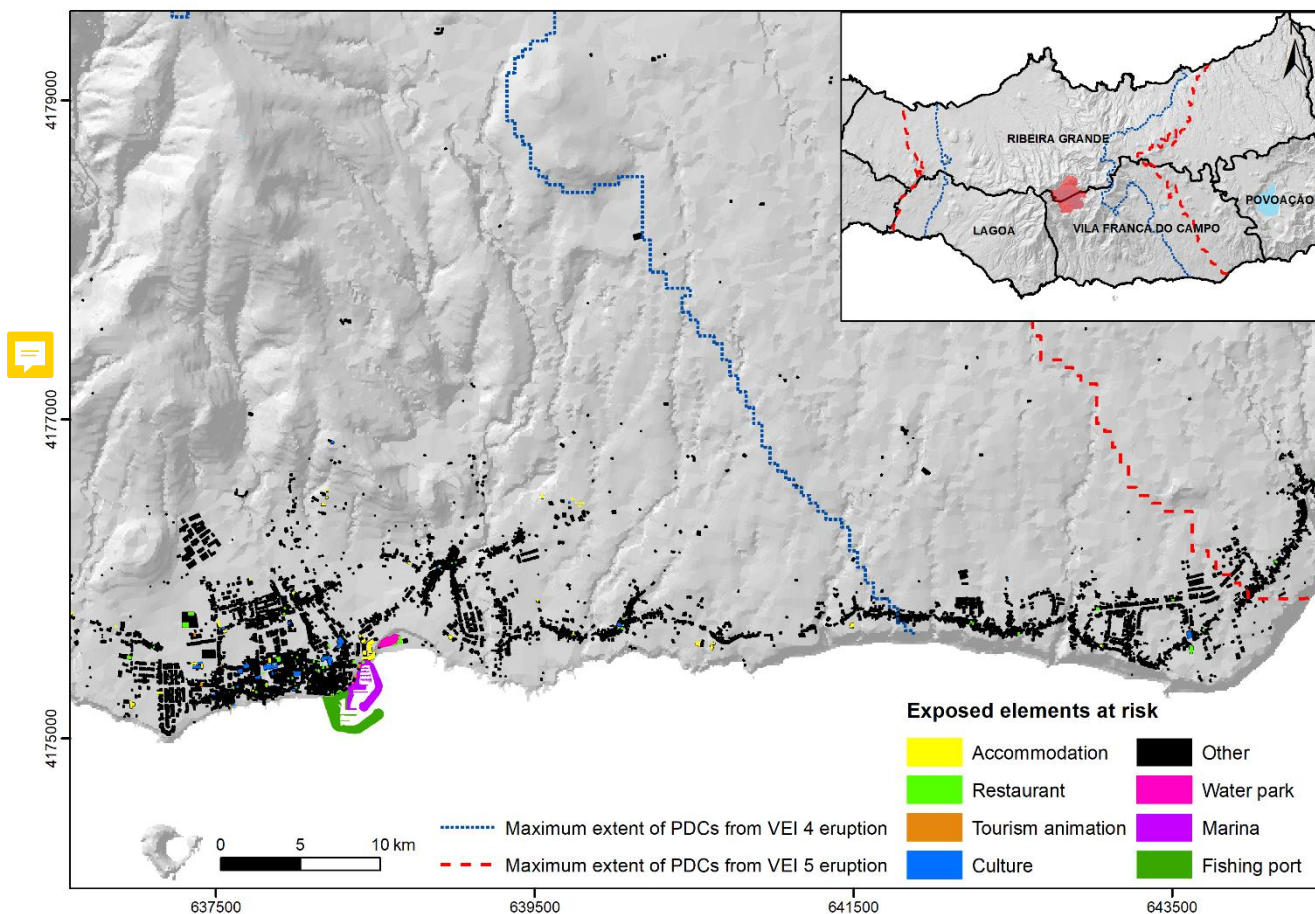 4179000
4177000
4175000
RIBEIRA GRANDE
POVOAÇÃO
LAGOA
VILA FRANCA DO CAMPO
Exposed elements at risk
Accommodation
Other
Restaurant
Water park
Tourism animation
Marina
Culture
Fishing port
Maximum extent of PDCs from VEI 4 eruption
Maximum extent of PDCs from VEI 5 eruption
0 5 10 km
637500 639500 641500 643500